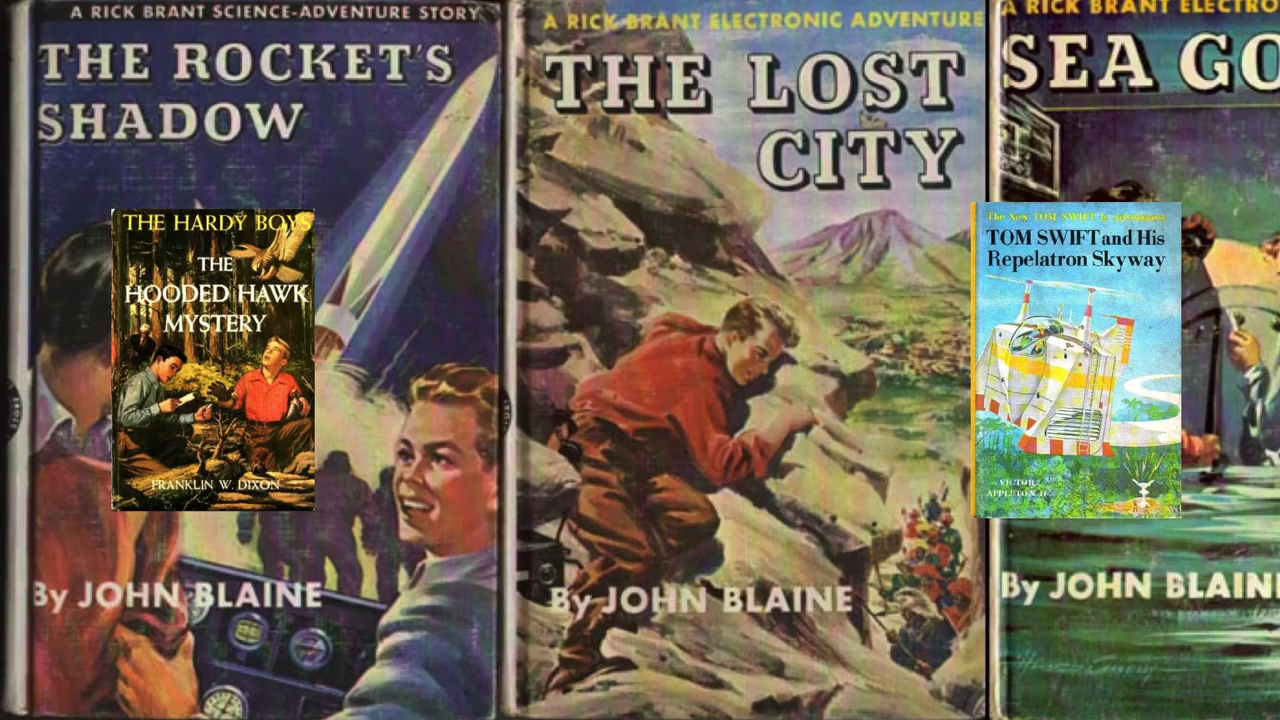 A RICK BRANT SCIENCE-ADVENTURE STORY
THE ROCKET'S
SHADOW
By JOHN BLAINE
THE HARDY BOYS
THE
HOODED HAWK
MYSTERY
FRANKLIN W. DIXON
A RICK BRANT ELECTRONIC ADVENTURE
THE LOST
CITY
By JOHN BLAINE
A RICK BRANT ELECTRO
SEA GO
By JOHN BLAINE
The New TOM SWIFT Jr. Adventures
TOM SWIFT and His
Repelatron Skyway
VICTOR
APPLETON II